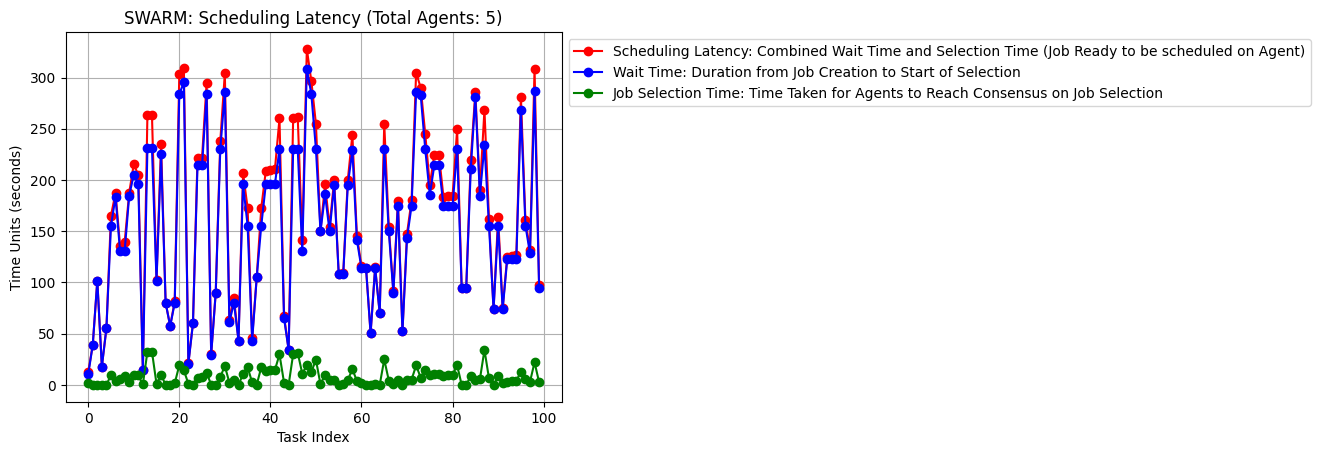 SWARM: Scheduling Latency (Total Agents: 5)
Scheduling Latency: Combined Wait Time and Selection Time (Job Ready to be scheduled on Agent)
Wait Time: Duration from Job Creation to Start of Selection
Job Selection Time: Time Taken for Agents to Reach Consensus on Job Selection
Time Units (seconds)
300
250
200
150
100
50
0
0 20 40 60 80 100
Task Index